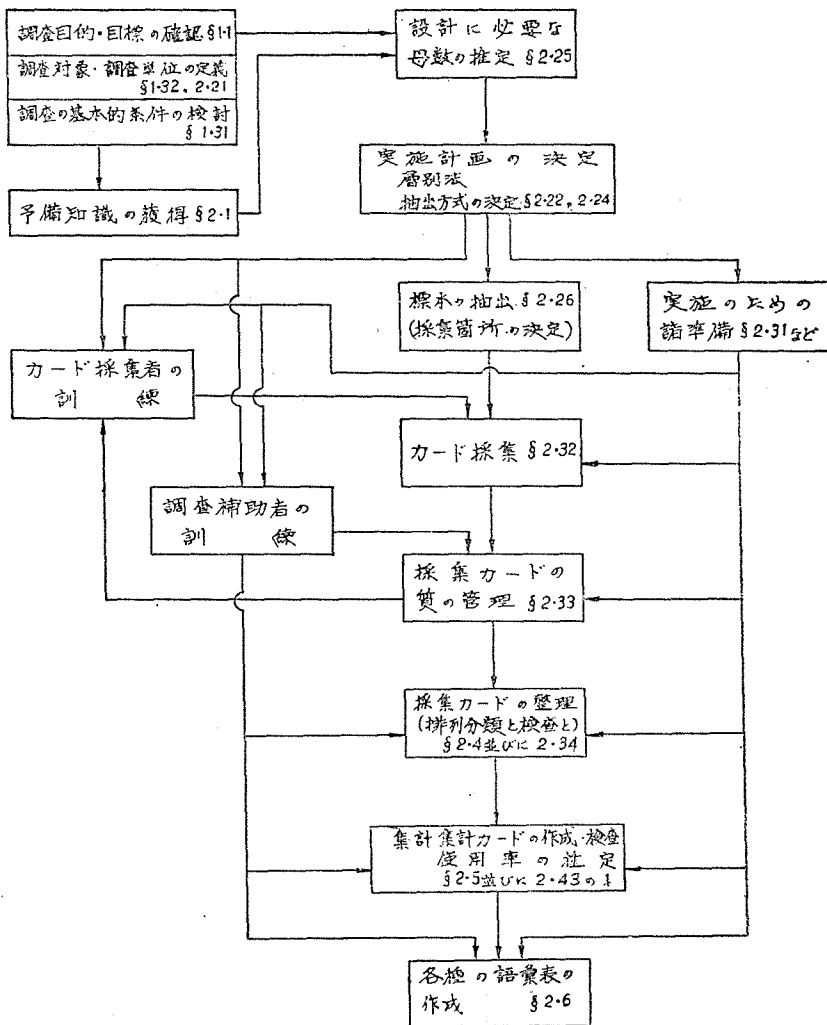 調査目的・目標の確認 §1・1
調査対象・調査単位の定義
§1・32, 2・21
調査の基本的条件の検討
§1・31
予備知識の獲得 §2・1
設計に必要な
母数の推定 §2・25
実施計画の決定
層別法
抽出方式の決定 §2・22, 2・24
標本の抽出 §2・26
(採集箇所の決定)
実施のための
諸準備 §2・31など
カード採集者の
訓練
カード採集 §2・32
調査補助者の
訓練
採集カードの
質の管理 §2・33
採集カードの整理
(排列分類と検査と)
§2・4並びに 2・34
集計集計カードの作成・検査
使用率の推定
§2・5並びに 2・43の
各種の語彙表の
作成 §2・6